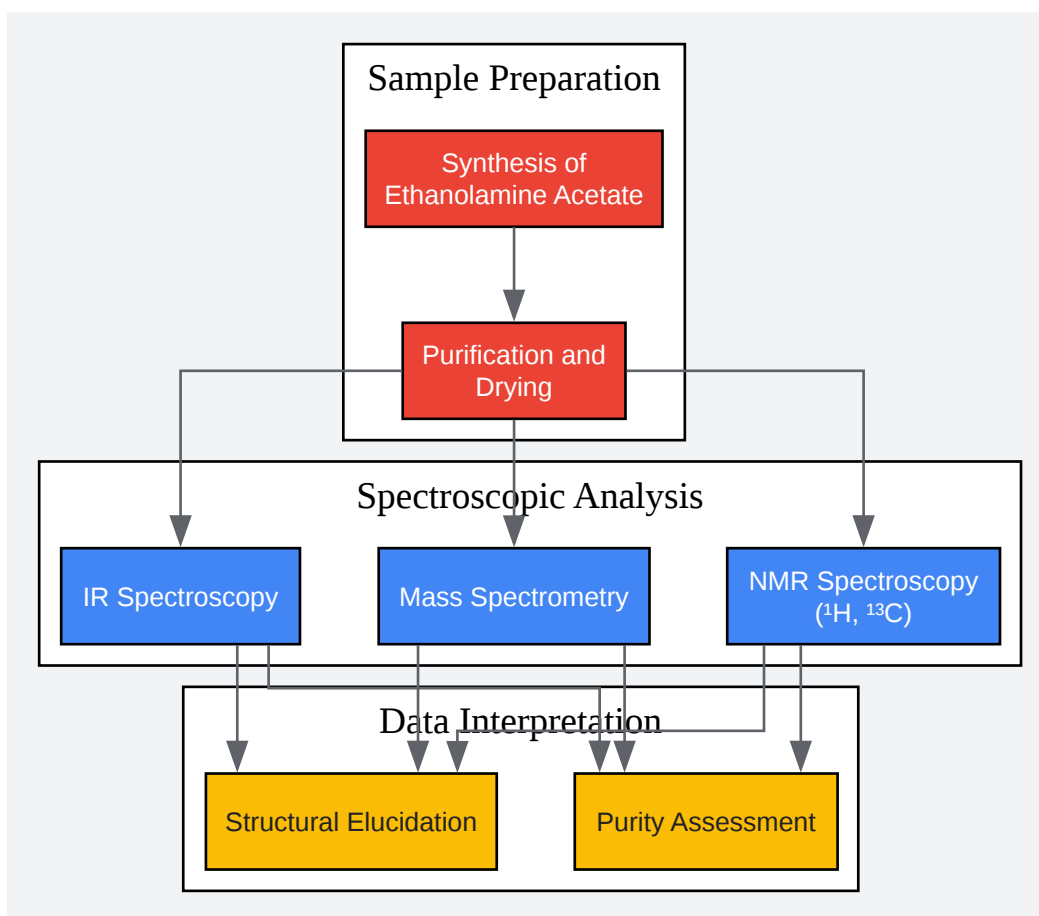 Sample Preparation
Synthesis of
Ethanolamine Acetate
Purification and
Drying
Spectroscopic Analysis
IR Spectroscopy
Mass Spectrometry
NMR Spectroscopy
(¹H, ¹³C)
Data Interpretation
Structural Elucidation
Purity Assessment